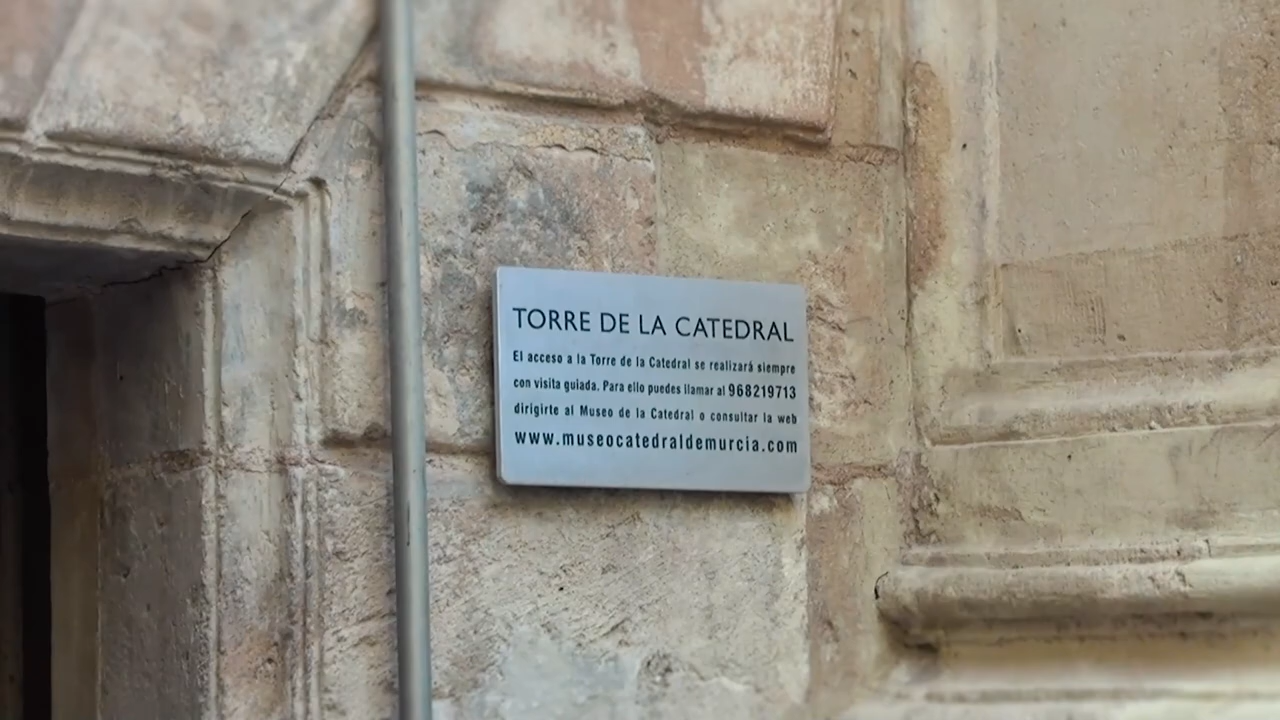 TORRE DE LA CATEDRAL
El acceso a la Torre de la Catedral se realizará siempre
con visita guiada. Para ello puedes llamar al 968219713
dirigirte al Museo de la Catedral o consultar la web
www.museocatedraldemurcia.com